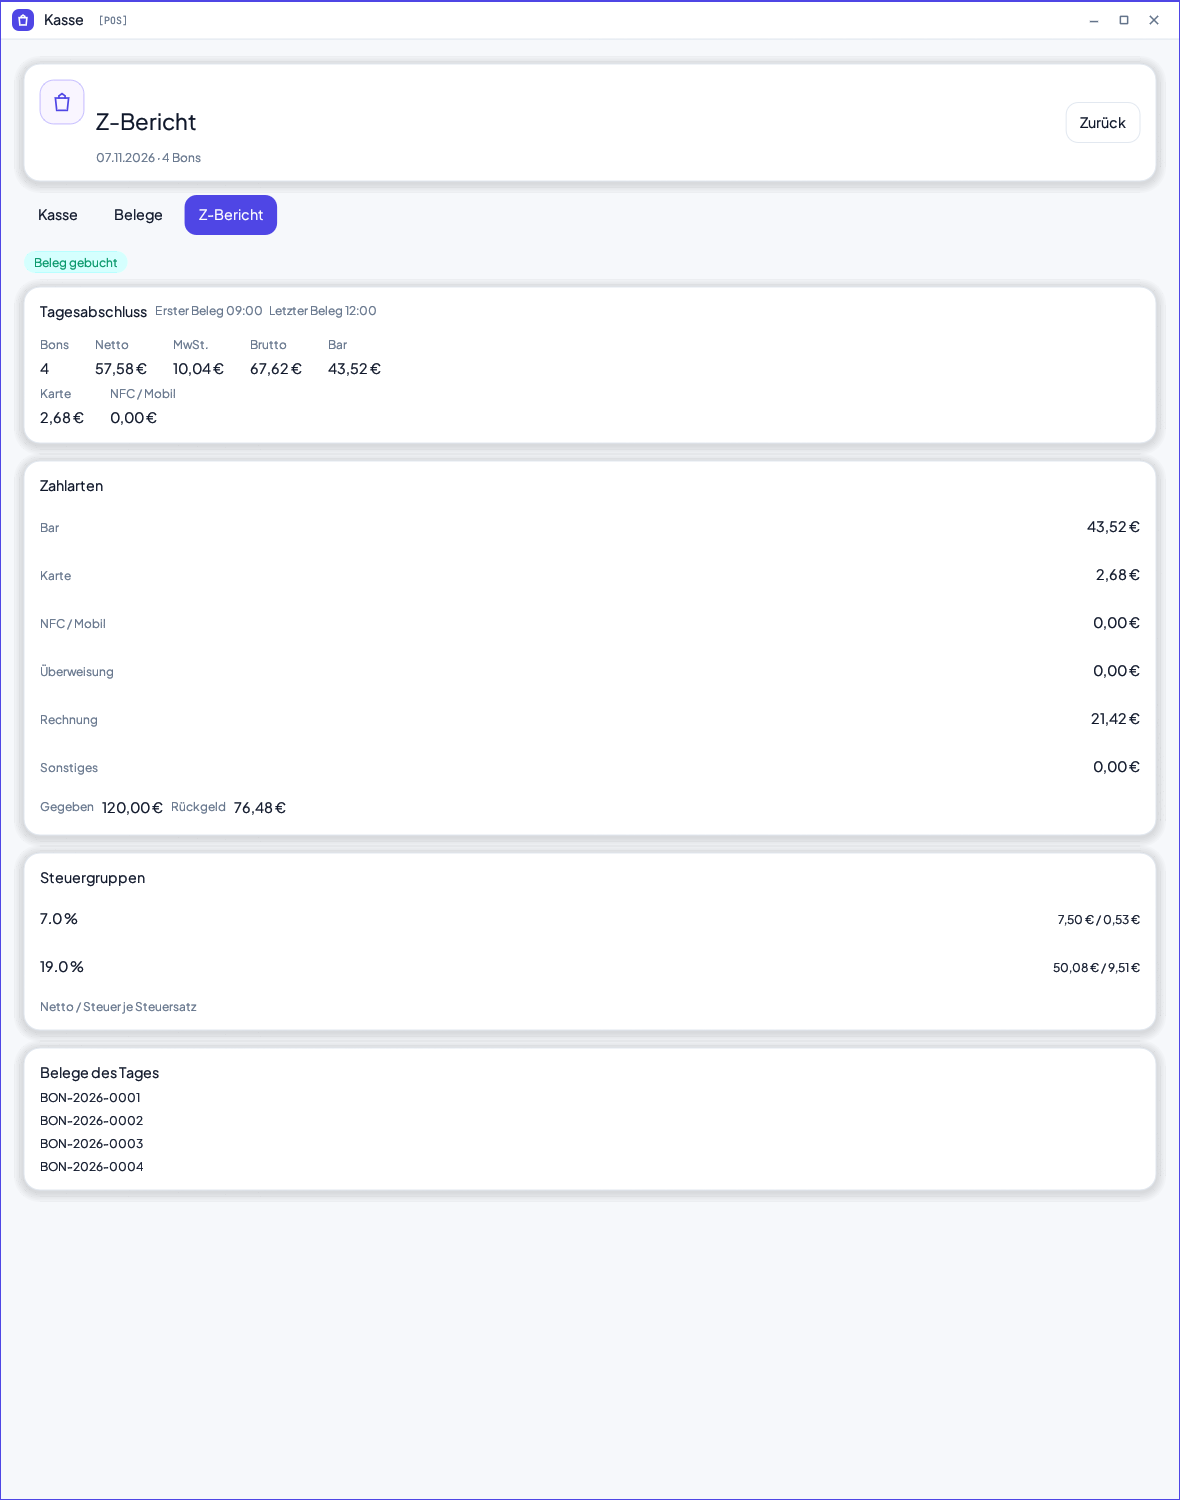 Kasse [POS]
Z-Bericht
07.11.2026 · 4 Bons
Zurück
Kasse Belege Z-Bericht
Beleg gebucht
Tagesabschluss Erster Beleg 09:00 Letzter Beleg 12:00
Bons Netto MwSt. Brutto Bar
4 57,58 € 10,04 € 67,62 € 43,52 €
Karte NFC / Mobil
2,68 € 0,00 €
Zahlarten
Bar 43,52 €
Karte 2,68 €
NFC / Mobil 0,00 €
Überweisung 0,00 €
Rechnung 21,42 €
Sonstiges 0,00 €
Gegeben 120,00 € Rückgeld 76,48 €
Steuergruppen
7.0 % 7,50 € / 0,53 €
19.0 % 50,08 € / 9,51 €
Netto / Steuer je Steuersatz
Belege des Tages
BON-2026-0001
BON-2026-0002
BON-2026-0003
BON-2026-0004